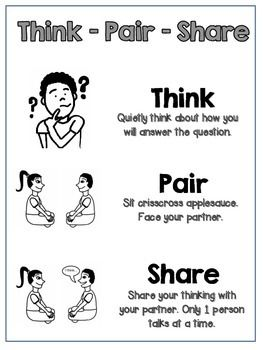 Think - Pair - Share
? ? ?
Think
Quietly think about how you
will answer the question.
Pair
Sit crisscross applesauce.
Face your partner.
Share
Share your thinking with
your partner. Only 1 person
talks at a time.